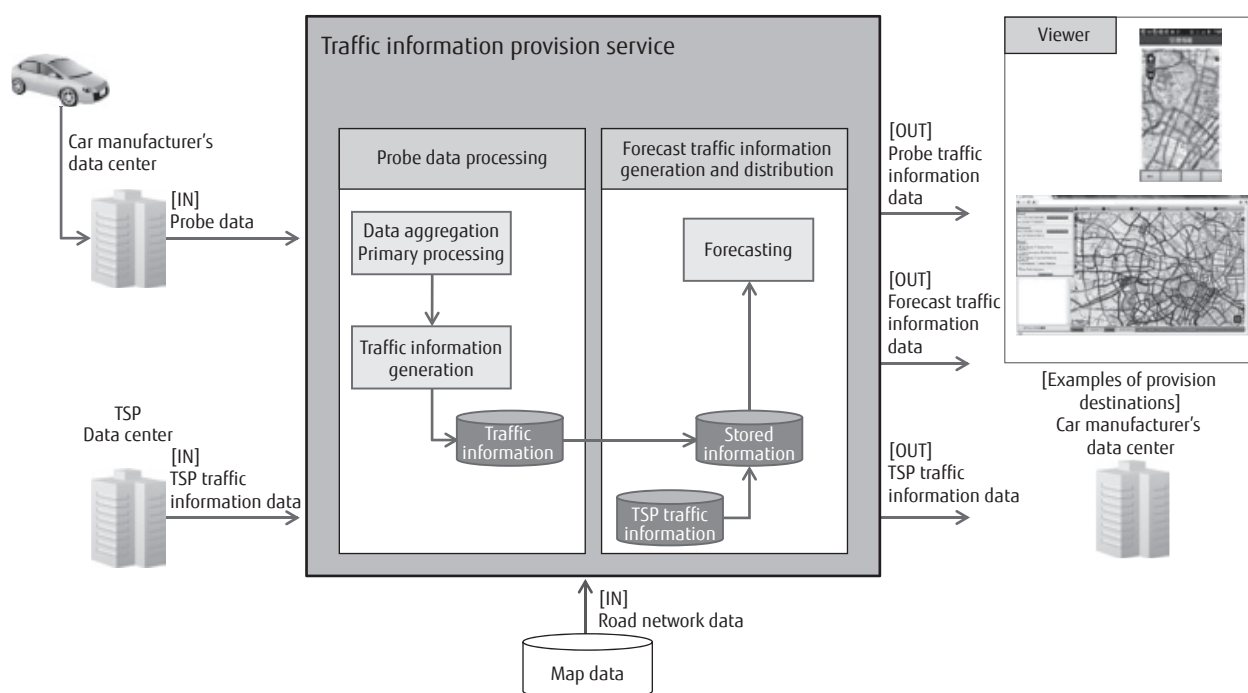 Traffic information provision service
Car manufacturer's
data center
[IN]
Probe data
TSP
Data center
[IN]
TSP traffic
information data
Probe data processing
Data aggregation
Primary processing
Traffic information
generation
Traffic
information
Forecast traffic information
generation and distribution
Forecasting
Stored
information
TSP traffic
information
[IN]
Road network data
Map data
[OUT]
Probe traffic
information
data
[OUT]
Forecast traffic
information
data
[OUT]
TSP traffic
information data
Viewer
[Examples of provision
destinations]
Car manufacturer's
data center